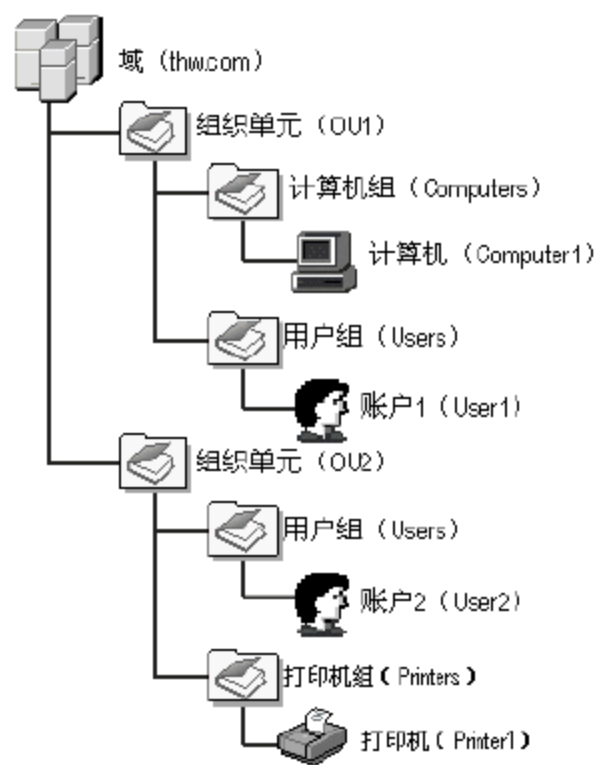 域（thw.com）
组织单元（OU1）
计算机组（Computers）
计算机（Computer1）
用户组（Users）
账户1（User1）
组织单元（OU2）
用户组（Users）
账户2（User2）
打印机组（Printers）
打印机（Printer1）